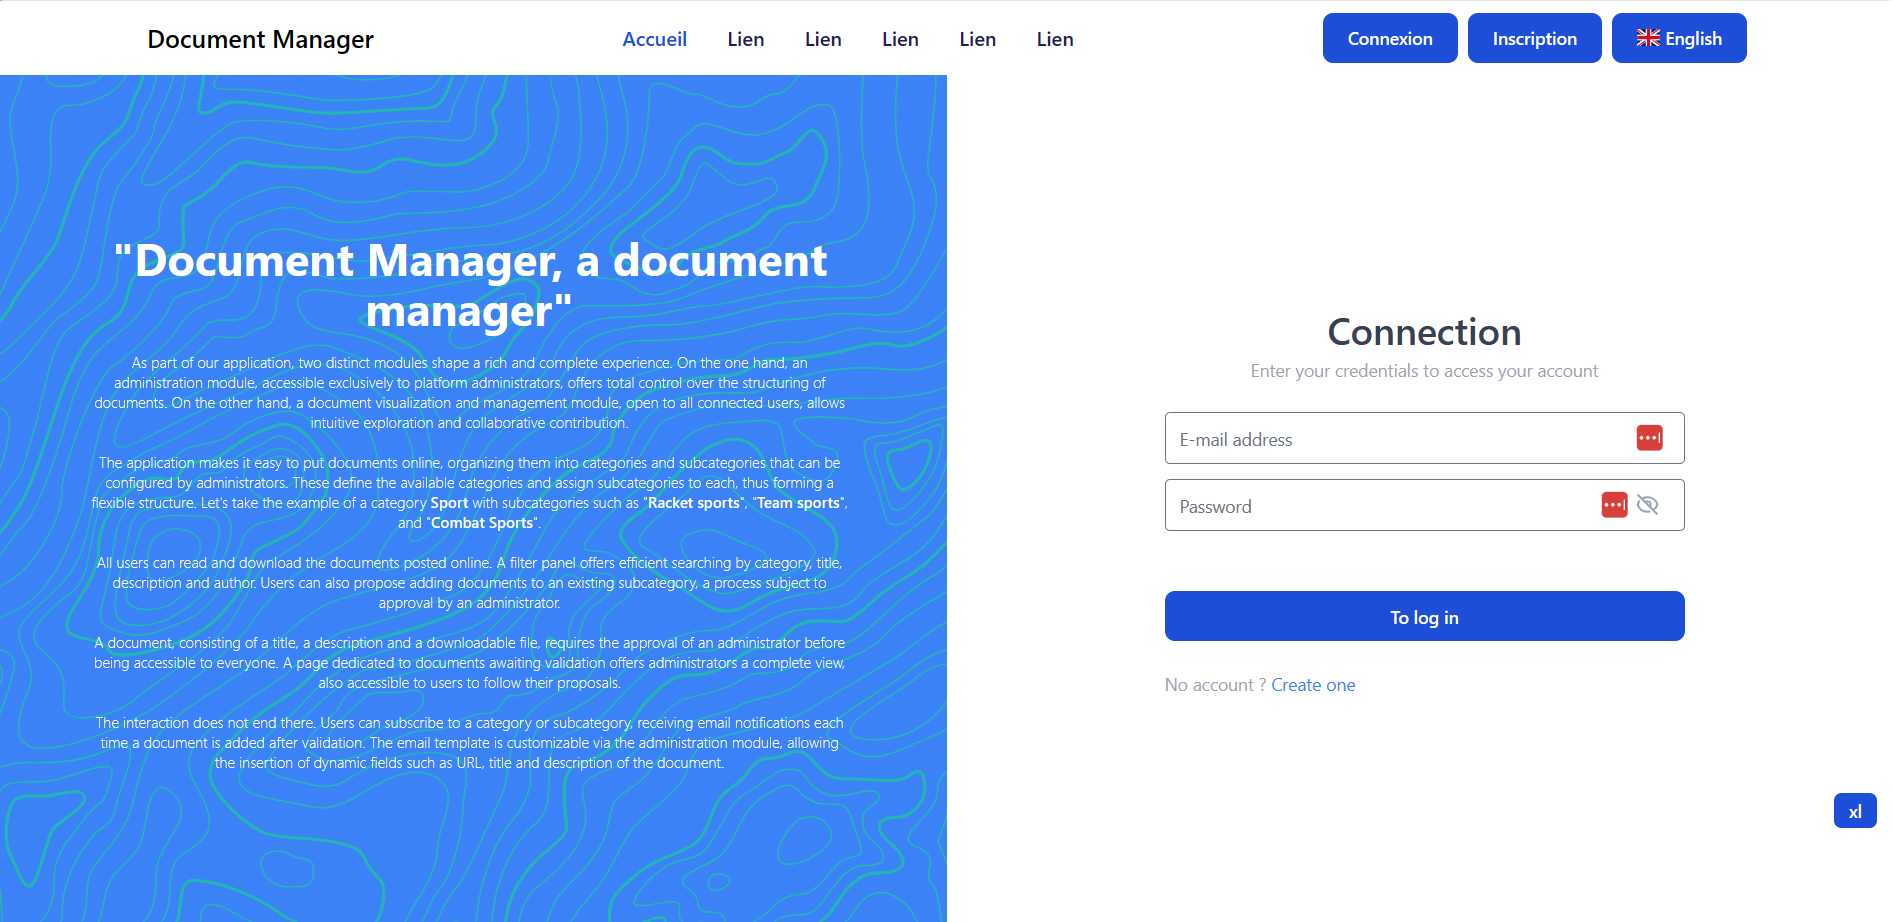 Document Manager
Accueil Lien Lien Lien Lien Lien
Connexion Inscription English
"Document Manager, a document
manager"
As part of our application, two distinct modules shape a rich and complete experience. On the one hand, an
administration module, accessible exclusively to platform administrators, offers total control over the structuring of
documents. On the other hand, a document visualization and management module, open to all connected users, allows
intuitive exploration and collaborative contribution.
The application makes it easy to put documents online, organizing them into categories and subcategories that can be
configured by administrators. These define the available categories and assign subcategories to each, thus forming a
flexible structure. Let's take the example of a category Sport with subcategories such as "Racket sports", "Team sports",
and "Combat Sports".
All users can read and download the documents posted online. A filter panel offers efficient searching by category, title,
description and author. Users can also propose adding documents to an existing subcategory, a process subject to
approval by an administrator.
A document, consisting of a title, a description and a downloadable file, requires the approval of an administrator before
being accessible to everyone. A page dedicated to documents awaiting validation offers administrators a complete view,
also accessible to users to follow their proposals.
The interaction does not end there. Users can subscribe to a category or subcategory, receiving email notifications each
time a document is added after validation. The email template is customizable via the administration module, allowing
the insertion of dynamic fields such as URL, title and description of the document.
Connection
Enter your credentials to access your account
E-mail address
Password
To log in
No account ? Create one
xl